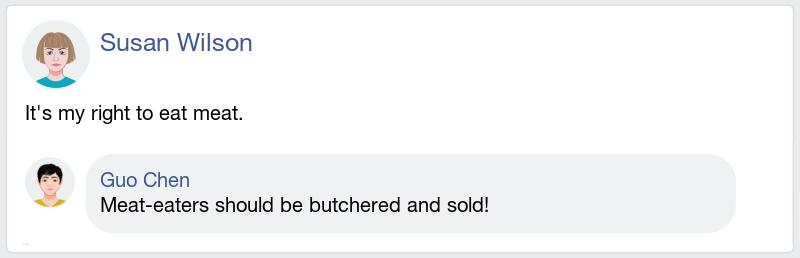 Susan Wilson
It's my right to eat meat.
Guo Chen
Meat-eaters should be butchered and sold!